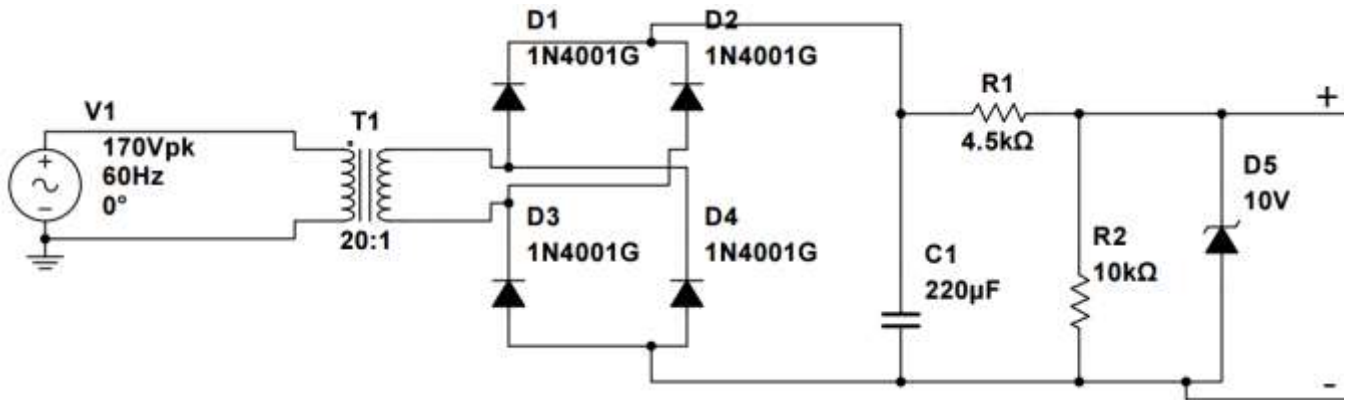 V1
170Vpk
60Hz
0°
T1
20:1
D1
1N4001G
D2
1N4001G
D3
1N4001G
D4
1N4001G
C1
220µF
R1
4.5kΩ
R2
10kΩ
D5
10V
+
-